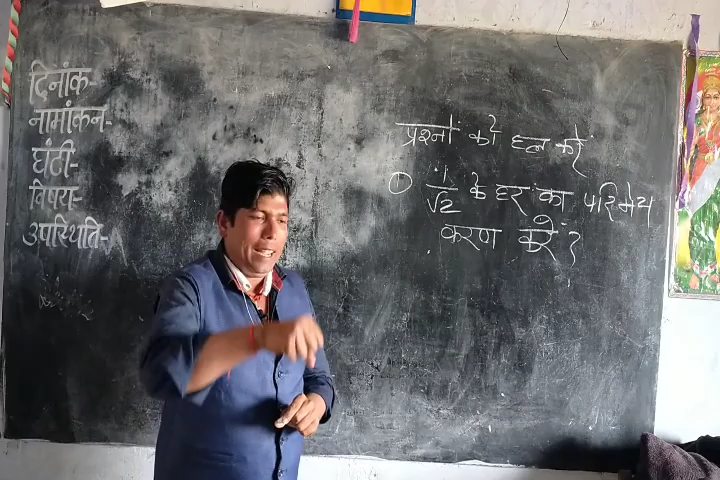 दिनांक
नामांकन-
घंटी-
विषय-
उपस्थिति-
प्रश्नों को हल करें
① 1/√2 के हर का परिमेय
करण करें?